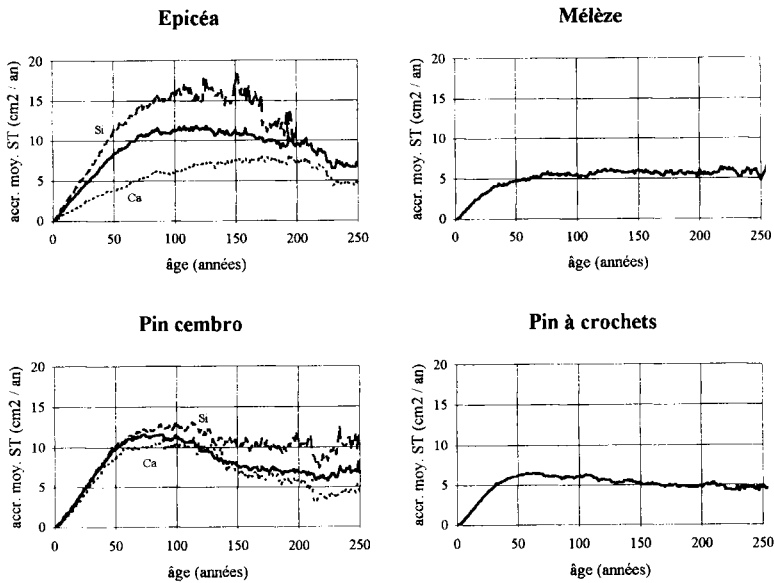 Epicéa
accr. moy. ST (cm2 / an)
20
15
10
5
0
Si
Ca
0 50 100 150 200 250
âge (années)
Mélèze
accr. moy. ST (cm2 / an)
20
15
10
5
0
0 50 100 150 200 250
âge (années)
Pin cembro
accr. moy. ST (cm2 / an)
20
15
10
5
0
Si
Ca
0 50 100 150 200 250
âge (années)
Pin à crochets
accr. moy. ST (cm2 / an)
20
15
10
5
0
0 50 100 150 200 250
âge (années)